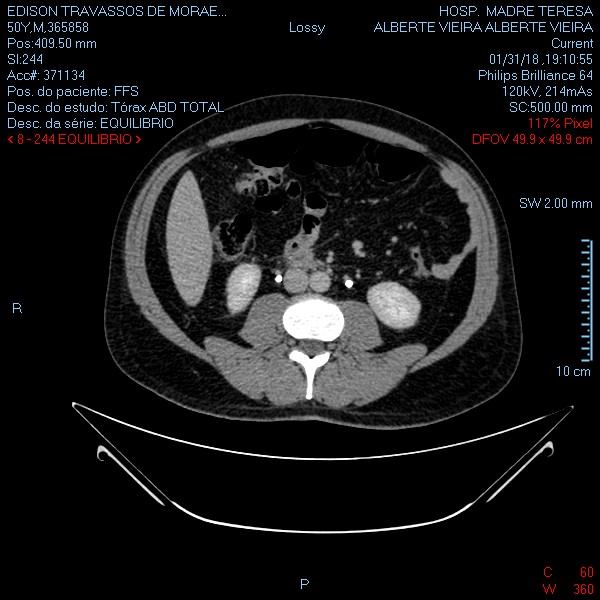 EDISON TRAVASSOS DE MORAE...
50Y,M,365858
Pos:409.50 mm
SI:244
Acc#: 371134
Pos. do paciente: FFS
Desc. do estudo: Tórax ABD TOTAL
Desc. da série: EQUILIBRIO
< 8 - 244 EQUILIBRIO >
Lossy
HOSP. MADRE TERESA
ALBERTE VIEIRA ALBERTE VIEIRA
Current
01/31/18 ,19:10:55
Philips Brilliance 64
120kV, 214mAs
SC:500.00 mm
117% Pixel
DFOV 49.9 x 49.9 cm
SW 2.00 mm
R
10 cm
P
C 60
W 360